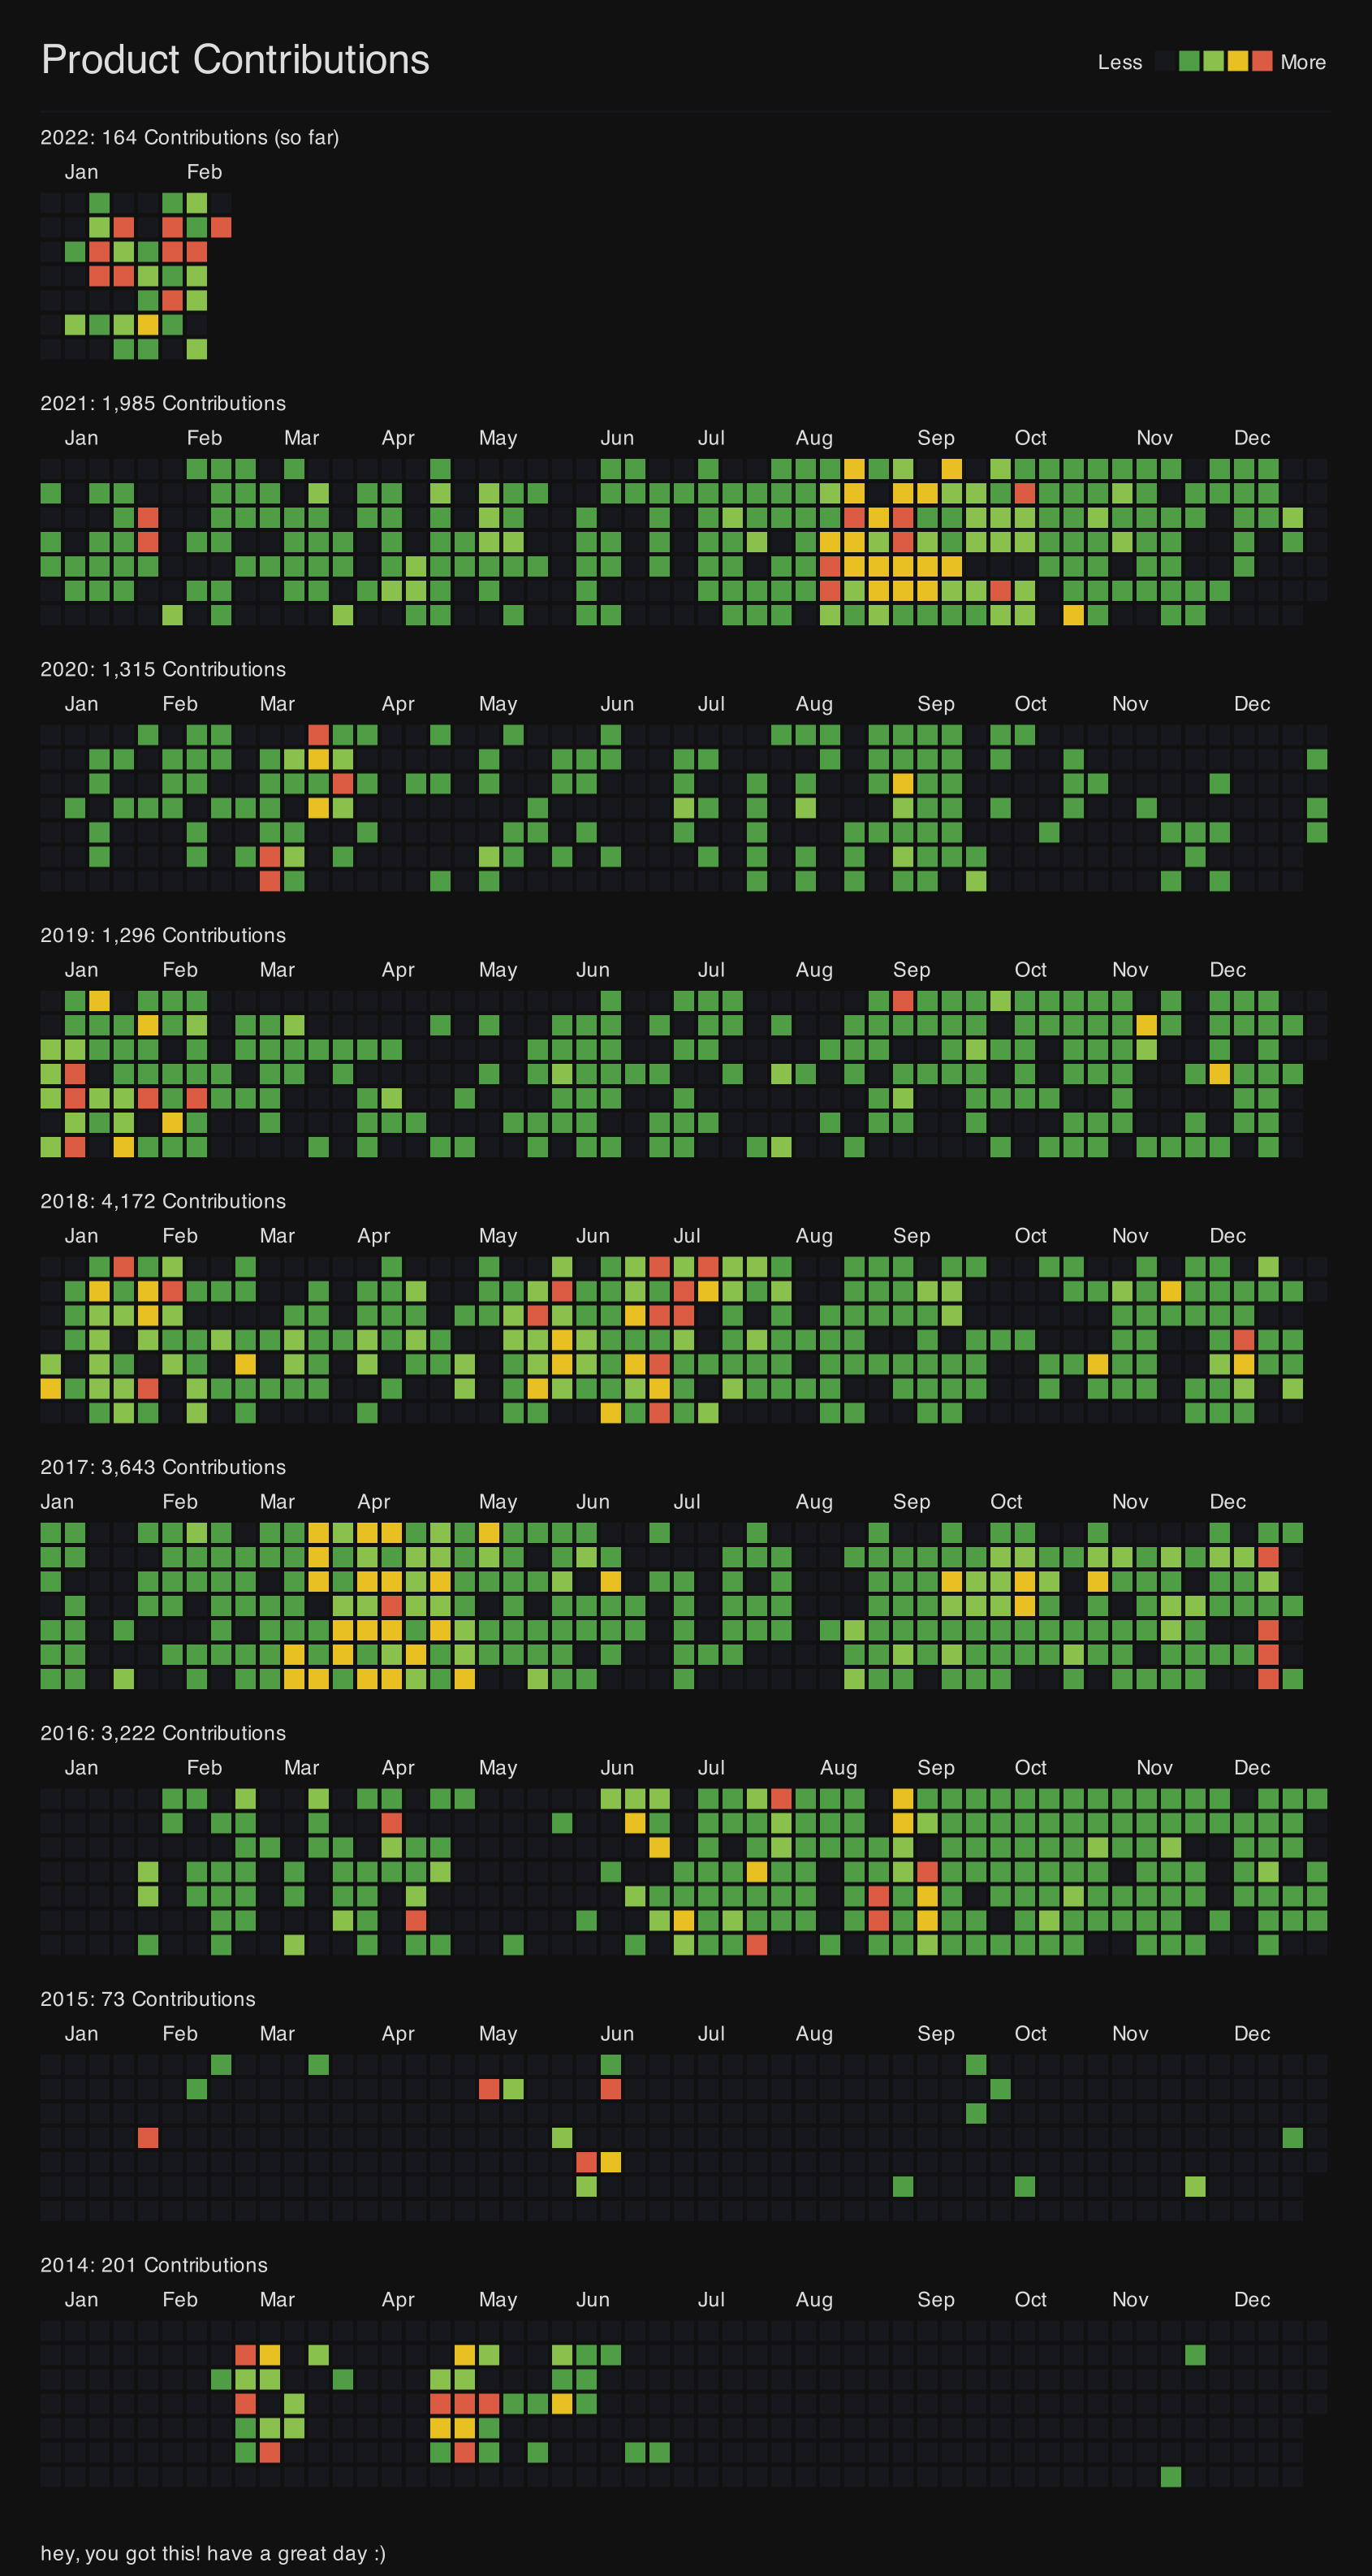 Product Contributions
Less More
2022: 164 Contributions (so far)
Jan Feb
2021: 1,985 Contributions
Jan Feb Mar Apr May Jun Jul Aug Sep Oct Nov Dec
2020: 1,315 Contributions
Jan Feb Mar Apr May Jun Jul Aug Sep Oct Nov Dec
2019: 1,296 Contributions
Jan Feb Mar Apr May Jun Jul Aug Sep Oct Nov Dec
2018: 4,172 Contributions
Jan Feb Mar Apr May Jun Jul Aug Sep Oct Nov Dec
2017: 3,643 Contributions
Jan Feb Mar Apr May Jun Jul Aug Sep Oct Nov Dec
2016: 3,222 Contributions
Jan Feb Mar Apr May Jun Jul Aug Sep Oct Nov Dec
2015: 73 Contributions
Jan Feb Mar Apr May Jun Jul Aug Sep Oct Nov Dec
2014: 201 Contributions
Jan Feb Mar Apr May Jun Jul Aug Sep Oct Nov Dec
hey, you got this! have a great day :)